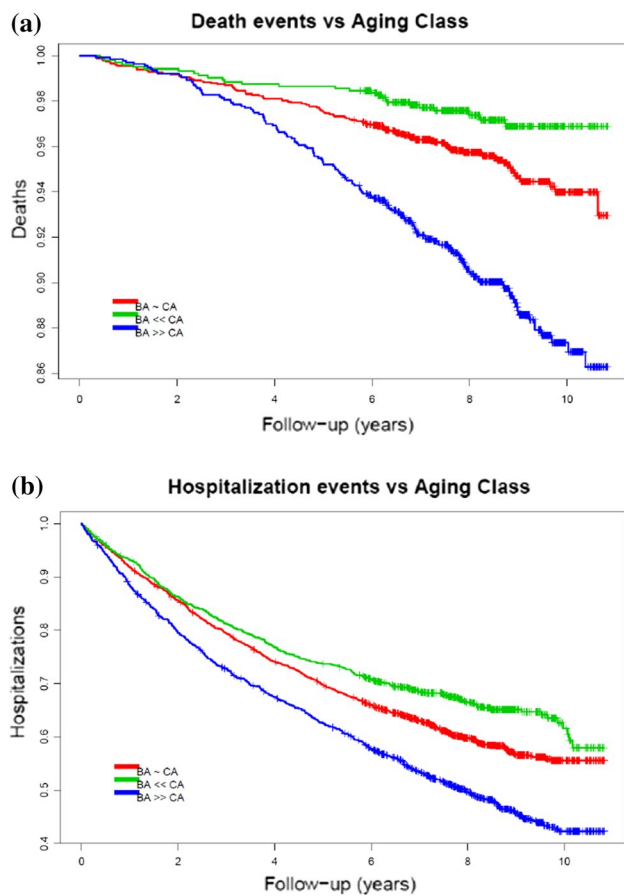 (a)
Death events vs Aging Class
Deaths
1.00
0.98
0.96
0.94
0.92
0.90
0.88
0.86
BA ~ CA
BA << CA
BA >> CA
0 2 4 6 8 10
Follow-up (years)
(b)
Hospitalization events vs Aging Class
Hospitalizations
1.0
0.9
0.8
0.7
0.6
0.5
0.4
BA ~ CA
BA << CA
BA >> CA
0 2 4 6 8 10
Follow-up (years)